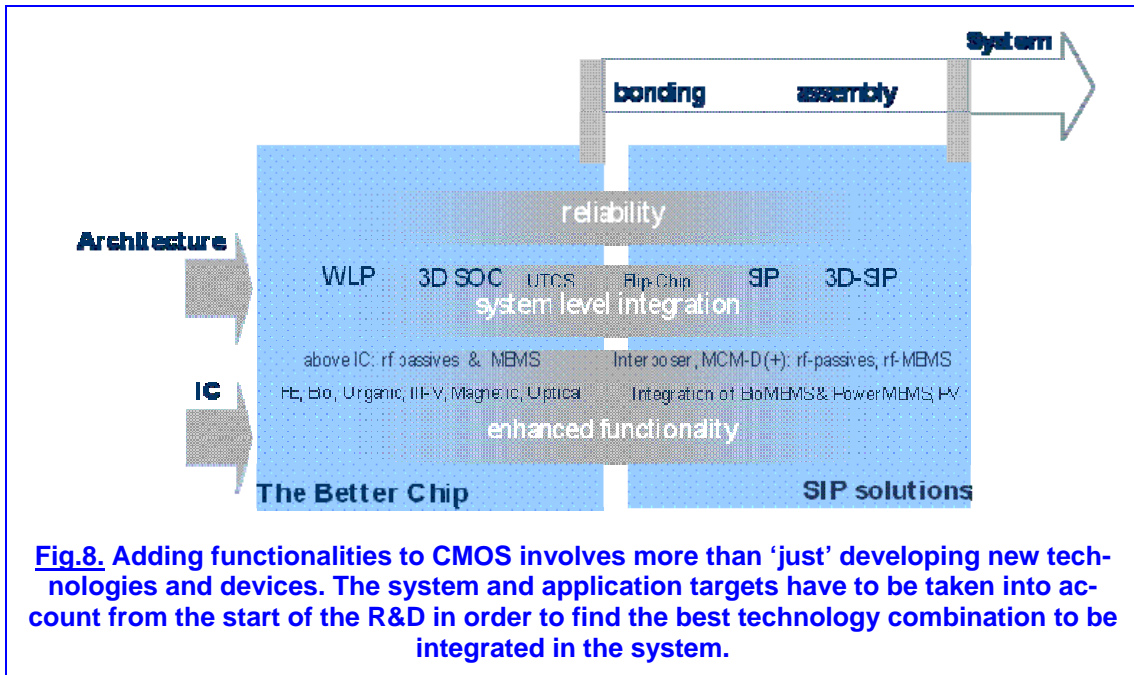 System
bonding assembly
reliability
Architecture
WLP 3D SOC UTCS Flip-Chip SIP 3D-SIP
system level integration
above IC: rf passives & MEMS Interposer, MCM-D(+): rf-passives, rf-MEMS
IC
Bio, Organic, III-V, Magnetic, Optical Integration of BioMEMS & PowerMEMS, PV
enhanced functionality
The Better Chip SIP solutions
Fig.8. Adding functionalities to CMOS involves more than ‘just’ developing new tech-
nologies and devices. The system and application targets have to be taken into ac-
count from the start of the R&D in order to find the best technology combination to be
integrated in the system.